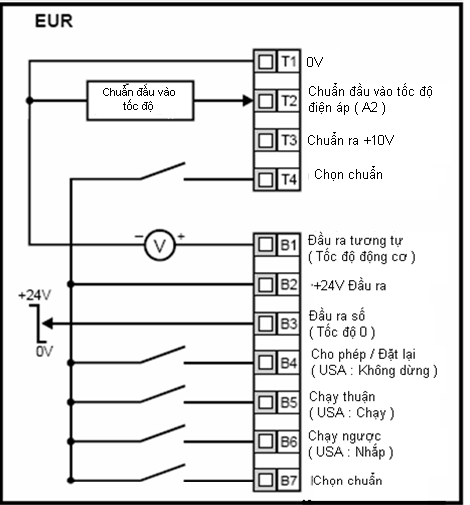 EUR
T1 0V
Chuẩn đầu vào
tốc độ
T2 Chuẩn đầu vào tốc độ
điện áp ( A2 )
T3 Chuẩn ra +10V
T4 Chọn chuẩn
− V +
B1 Đầu ra tương tự
( Tốc độ động cơ )
B2 +24V Đầu ra
+24V
0V
B3 Đầu ra số
( Tốc độ 0 )
B4 Cho phép / Đặt lại
( USA : Không dừng )
B5 Chạy thuận
( USA : Chạy )
B6 Chạy ngược
( USA : Nhắp )
B7 Chọn chuẩn